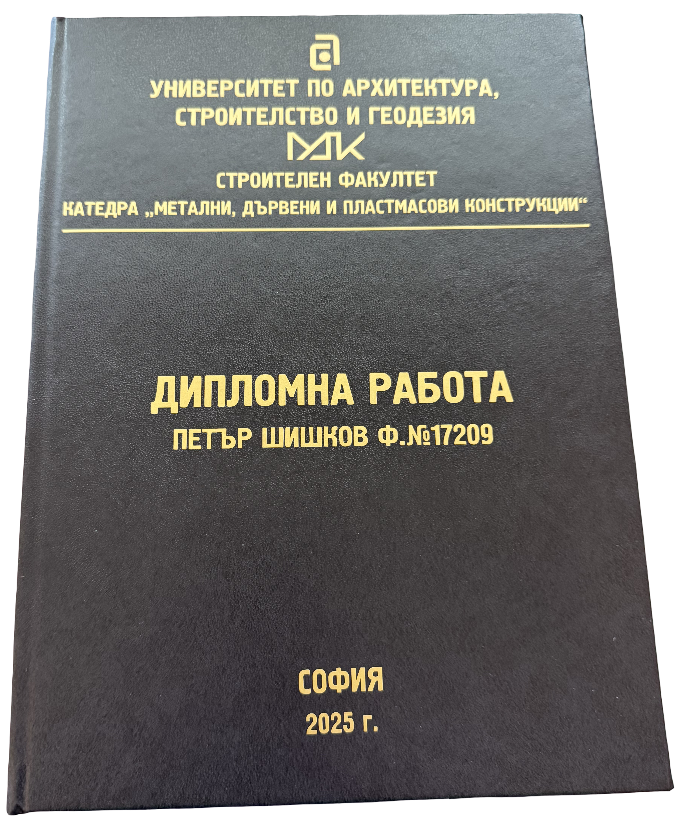 УНИВЕРСИТЕТ ПО АРХИТЕКТУРА,
СТРОИТЕЛСТВО И ГЕОДЕЗИЯ
МДК
СТРОИТЕЛЕН ФАКУЛТЕТ
КАТЕДРА „МЕТАЛНИ, ДЪРВЕНИ И ПЛАСТМАСОВИ КОНСТРУКЦИИ“
ДИПЛОМНА РАБОТА
ПЕТЪР ШИШКОВ Ф.№17209
СОФИЯ
2025 г.